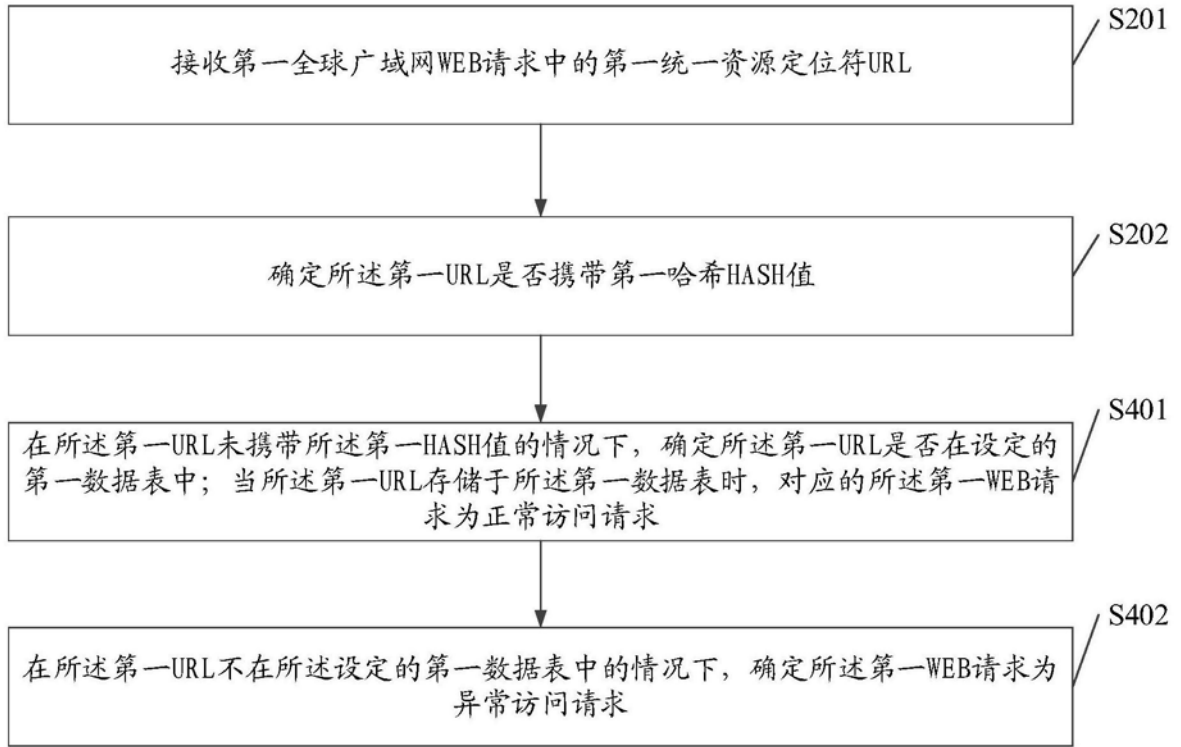 S201
接收第一全球广域网WEB请求中的第一统一资源定位符URL
S202
确定所述第一URL是否携带第一哈希HASH值
S401
在所述第一URL未携带所述第一HASH值的情况下，确定所述第一URL是否在设定的
第一数据表中；当所述第一URL存储于所述第一数据表时，对应的所述第一WEB请
求为正常访问请求
S402
在所述第一URL不在所述设定的第一数据表中的情况下，确定所述第一WEB请求为
异常访问请求